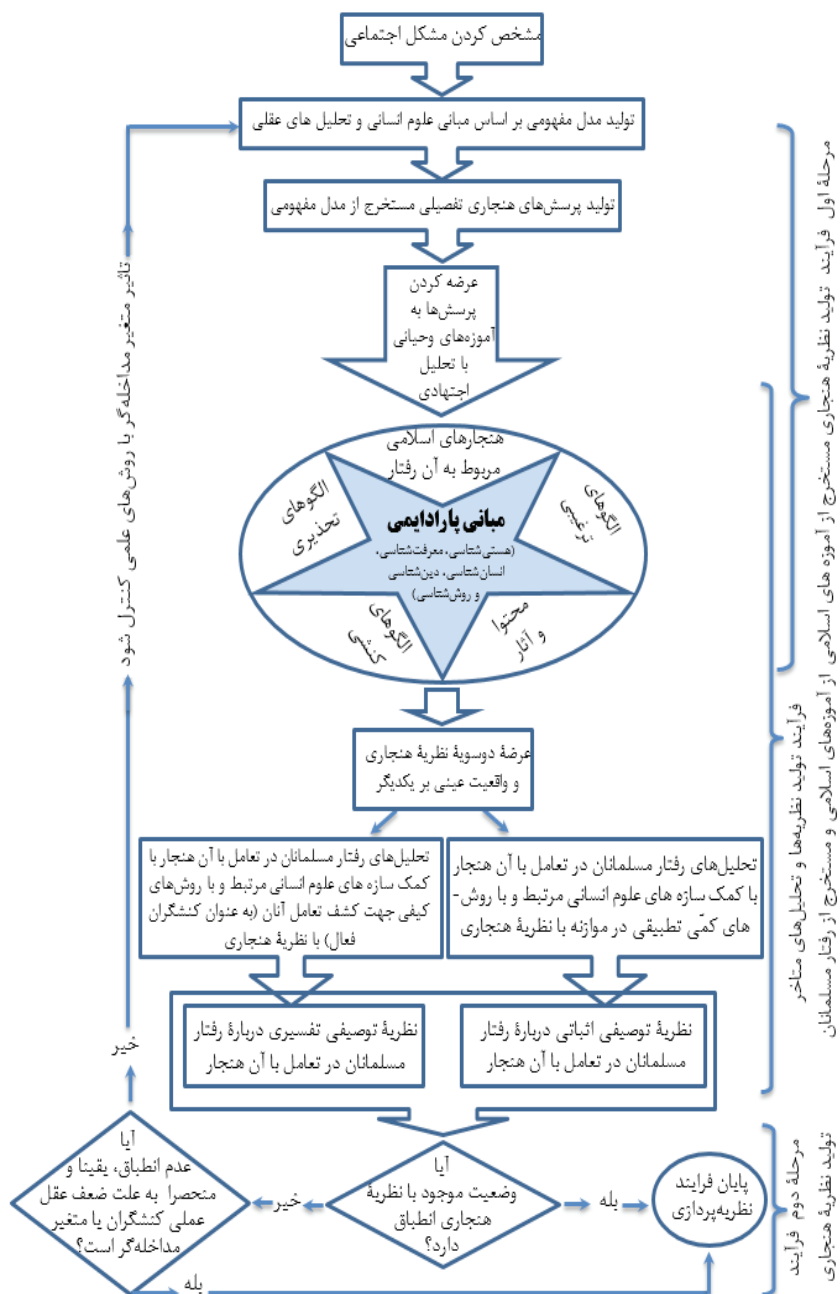 مشخص کردن مشکل اجتماعی
تولید مدل مفهومی بر اساس مبانی علوم انسانی و تحلیل های عقلی
تولید پرسش‌های هنجاری تفصیلی مستخرج از مدل مفهومی
عرضه کردن
پرسش‌ها به
آموزه‌های وحیانی
با تحلیل
اجتهادی
هنجارهای اسلامی
مربوط به آن رفتار
الگوهای
ترغیبی
الگوهای
تحذیری
مبانی پارادایمی
(هستی‌شناسی، معرفت‌شناسی،
انسان‌شناسی، دین‌شناسی
و روش‌شناسی)
محتوا
و آثار
الگوهای
کنشی
عرضهٔ دوسویهٔ نظریهٔ هنجاری
و واقعیت عینی بر یکدیگر
تحلیل‌های رفتار مسلمانان در تعامل با آن هنجار
با کمک سازه های علوم انسانی مرتبط و با روش-
های کمّی تطبیقی در موازنه با نظریهٔ هنجاری
تحلیل‌های رفتار مسلمانان در تعامل با آن هنجار با
کمک سازه های علوم انسانی مرتبط و با روش‌های
کیفی جهت کشف تعامل آنان (به عنوان کنشگران
فعال) با نظریهٔ هنجاری
نظریهٔ توصیفی اثباتی دربارهٔ رفتار
مسلمانان در تعامل با آن هنجار
نظریهٔ توصیفی تفسیری دربارهٔ رفتار
مسلمانان در تعامل با آن هنجار
آیا
وضعیت موجود با نظریهٔ
هنجاری انطباق
دارد؟
بله
پایان فرایند
نظریه‌پردازی
خیر
آیا
عدم انطباق، یقینا و
منحصرا به علت ضعف عقل
عملی کنشگران یا متغیر
مداخله‌گر است؟
بله
خیر
تاثیر متغیر مداخله‌گر با روش‌های علمی کنترل شود
مرحلهٔ اول فرآیند تولید نظریهٔ هنجاری مستخرج از آموزه های اسلامی
فرآیند تولید نظریه‌ها و تحلیل‌های متاخر
از آموزه‌های اسلامی و مستخرج از رفتار مسلمانان
مرحلهٔ دوم فرآیند
تولید نظریهٔ هنجاری